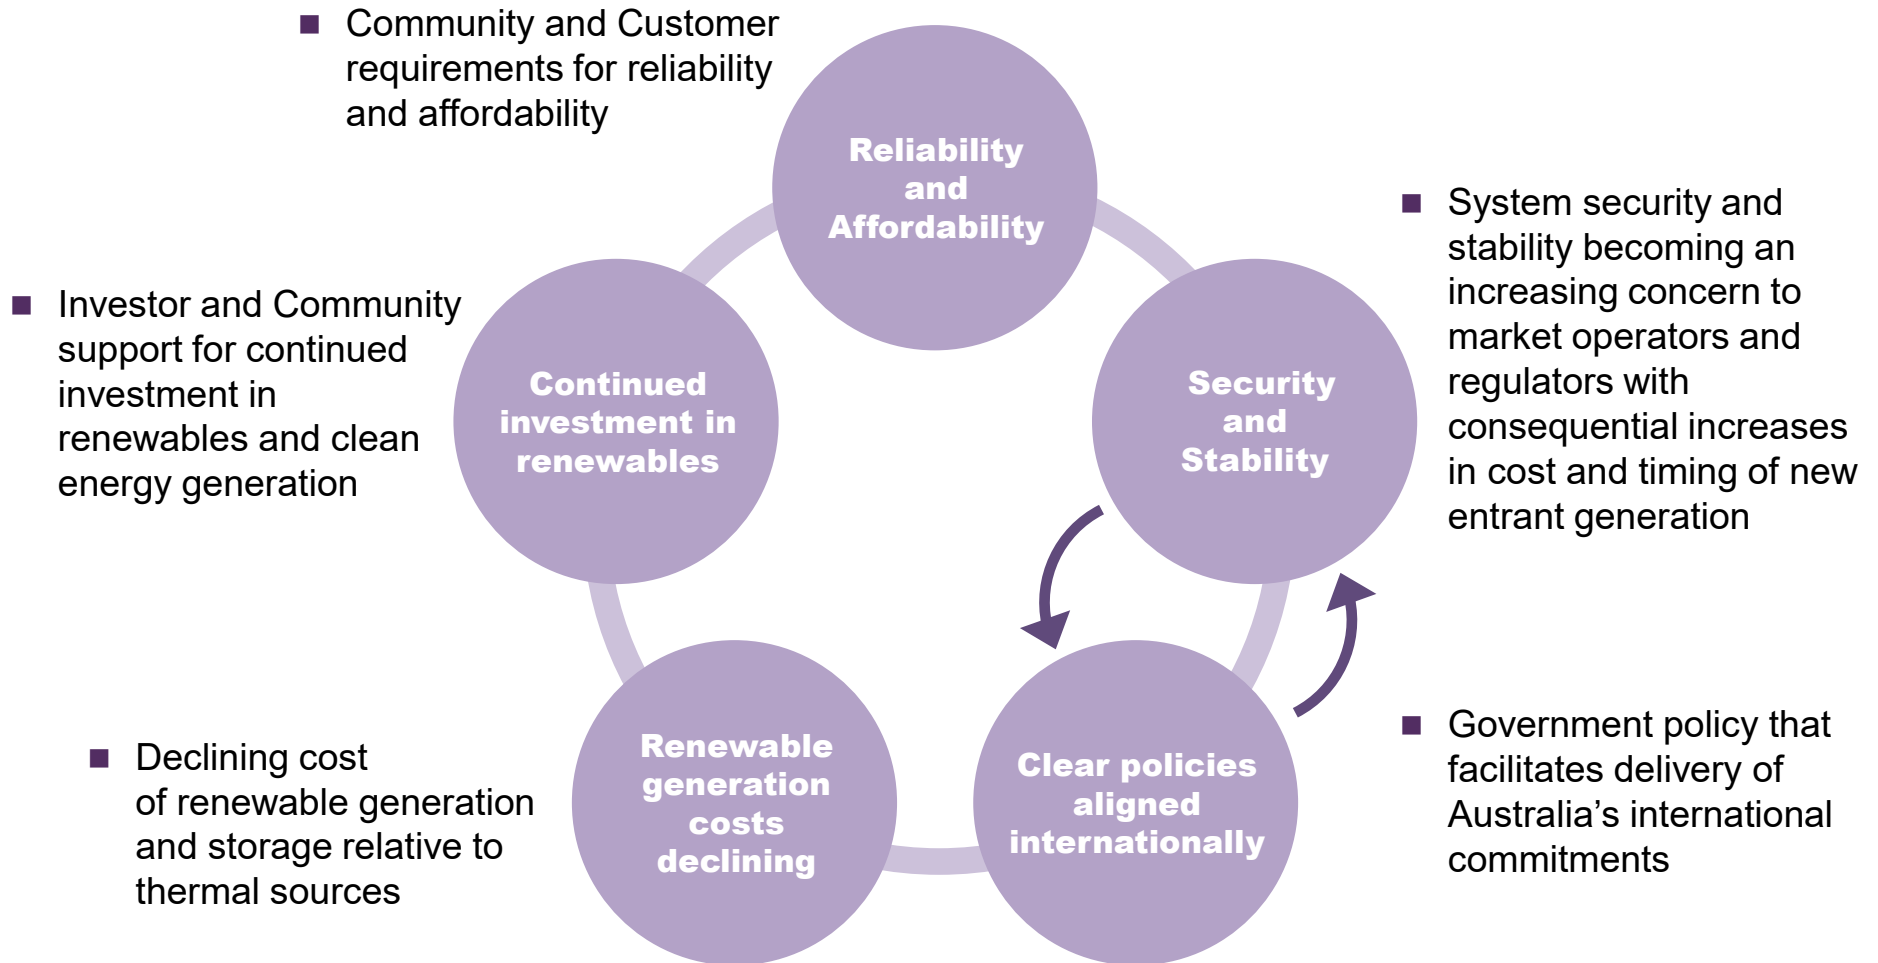 Community and Customer
requirements for reliability
and affordability
Reliability
and
Affordability
System security and
stability becoming an
increasing concern to
market operators and
regulators with
consequential increases
in cost and timing of new
entrant generation
Security
and
Stability
Government policy that
facilitates delivery of
Australia’s international
commitments
Clear policies
aligned
internationally
Renewable
generation
costs
declining
Declining cost
of renewable generation
and storage relative to
thermal sources
Investor and Community
support for continued
investment in
renewables and clean
energy generation
Continued
investment in
renewables